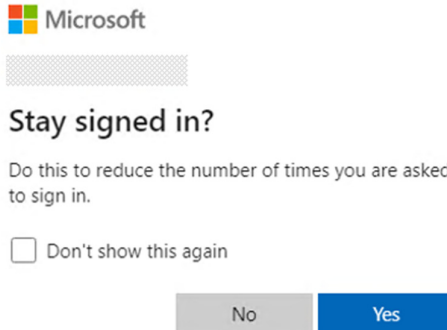 Microsoft
Stay signed in?
Do this to reduce the number of times you are asked
to sign in.
Don't show this again
No
Yes